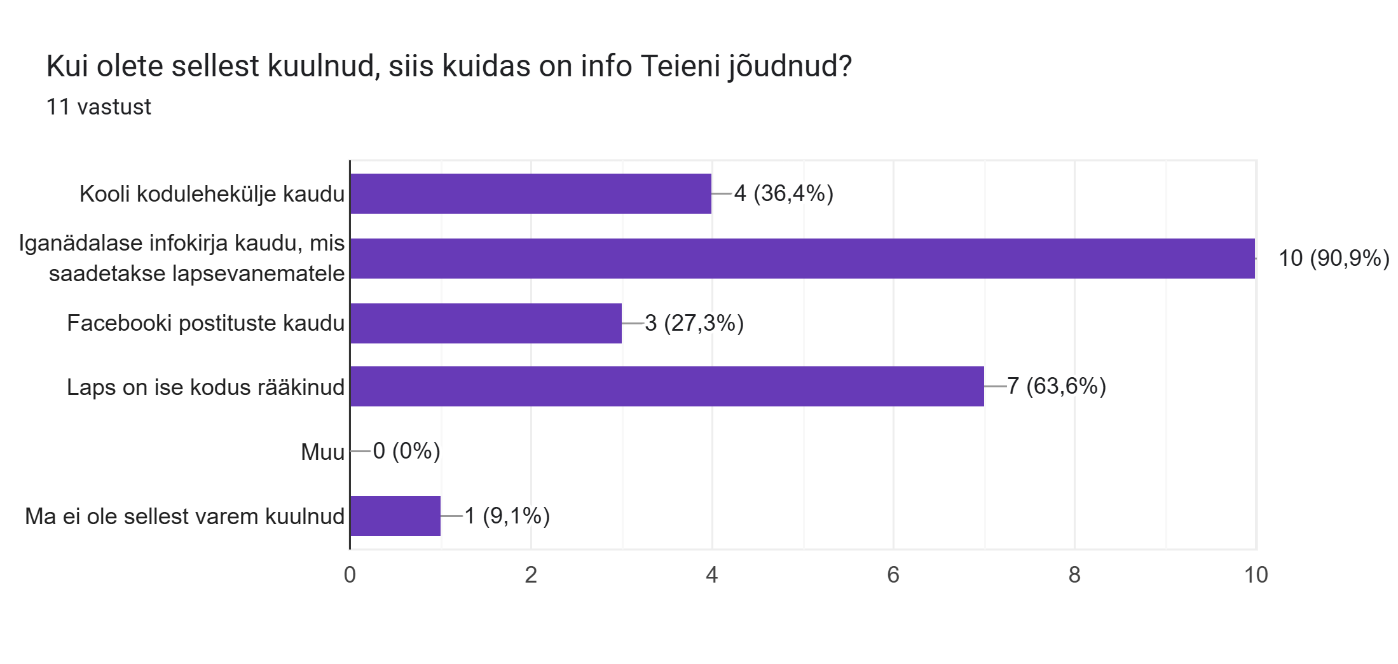 Kui olete sellest kuulnud, siis kuidas on info Teieni jõudnud?
11 vastust
Kooli kodulehekülje kaudu
4 (36,4%)
Iganädalase infokirja kaudu, mis
saadetakse lapsevanematele
10 (90,9%)
Facebooki postituste kaudu
3 (27,3%)
Laps on ise kodus rääkinud
7 (63,6%)
Muu
0 (0%)
Ma ei ole sellest varem kuulnud
1 (9,1%)
0 2 4 6 8 10